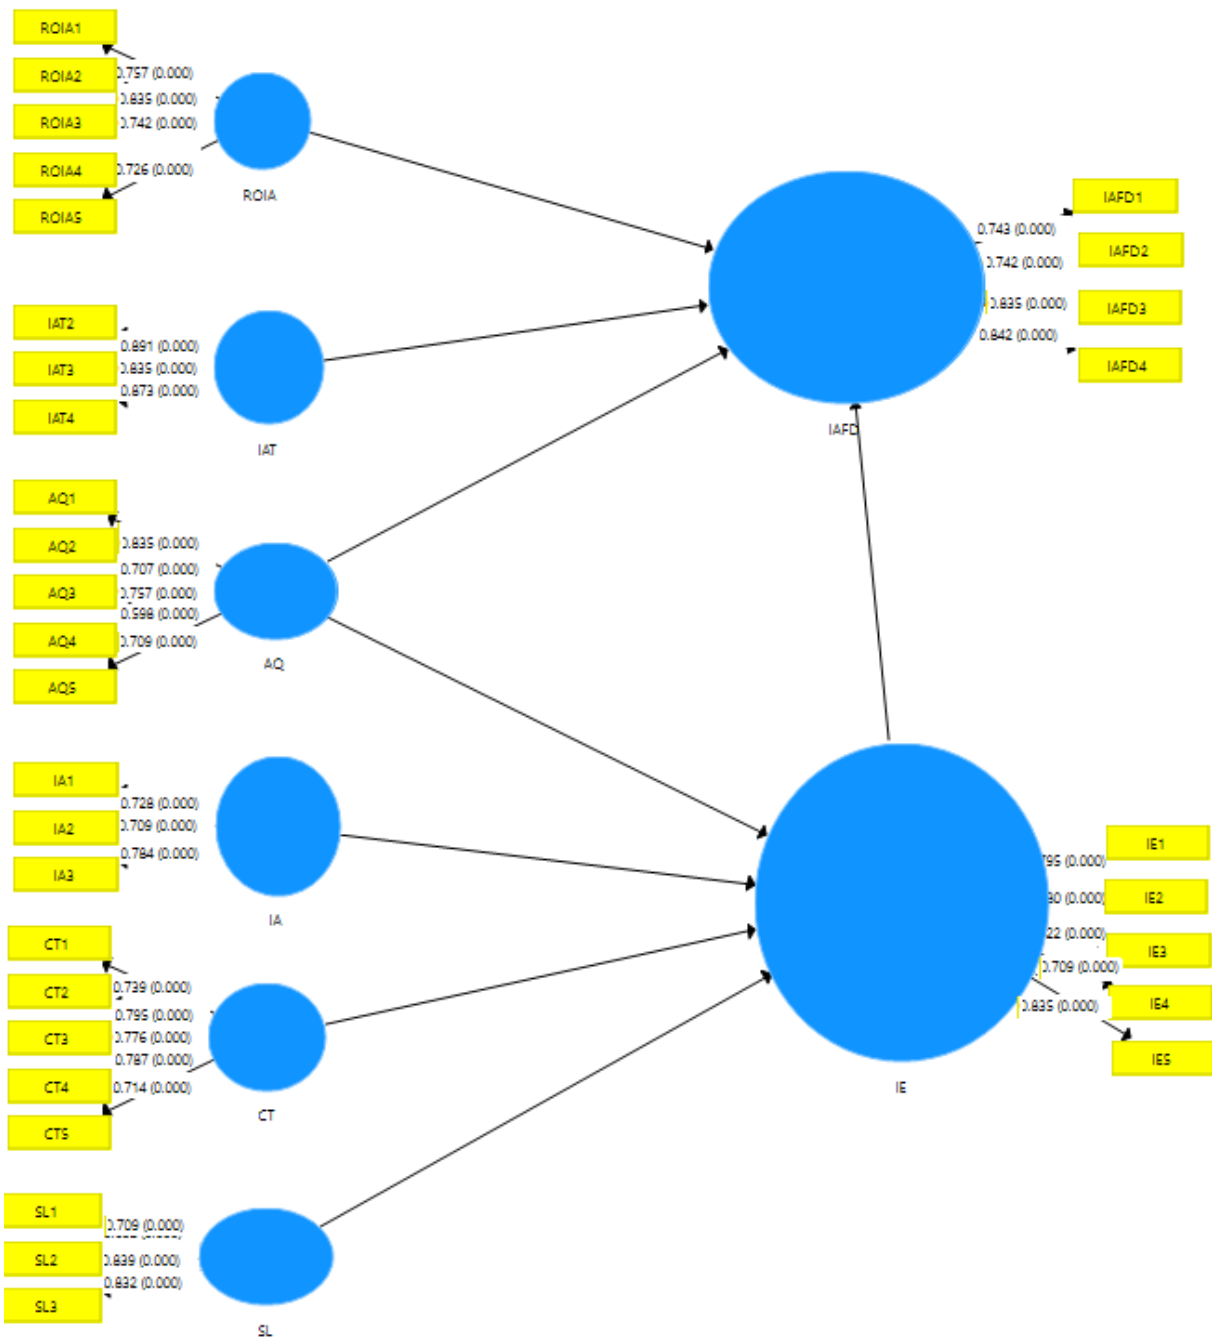 ROIA1
ROIA2
ROIA3
ROIA4
ROIA5
0.757 (0.000)
0.835 (0.000)
0.742 (0.000)
0.726 (0.000)
ROIA
IAT2
IAT3
IAT4
0.891 (0.000)
0.835 (0.000)
0.873 (0.000)
IAT
AQ1
AQ2
AQ3
AQ4
AQ5
0.835 (0.000)
0.707 (0.000)
0.757 (0.000)
0.598 (0.000)
0.709 (0.000)
AQ
IA1
IA2
IA3
0.728 (0.000)
0.709 (0.000)
0.784 (0.000)
IA
CT1
CT2
CT3
CT4
CT5
0.739 (0.000)
0.795 (0.000)
0.776 (0.000)
0.787 (0.000)
0.714 (0.000)
CT
SL1
SL2
SL3
0.709 (0.000)
0.839 (0.000)
0.832 (0.000)
SL
IAFD
0.743 (0.000)
0.742 (0.000)
0.835 (0.000)
0.842 (0.000)
IAFD1
IAFD2
IAFD3
IAFD4
IE
95 (0.000)
30 (0.000)
22 (0.000)
0.709 (0.000)
0.835 (0.000)
IE1
IE2
IE3
IE4
IE5